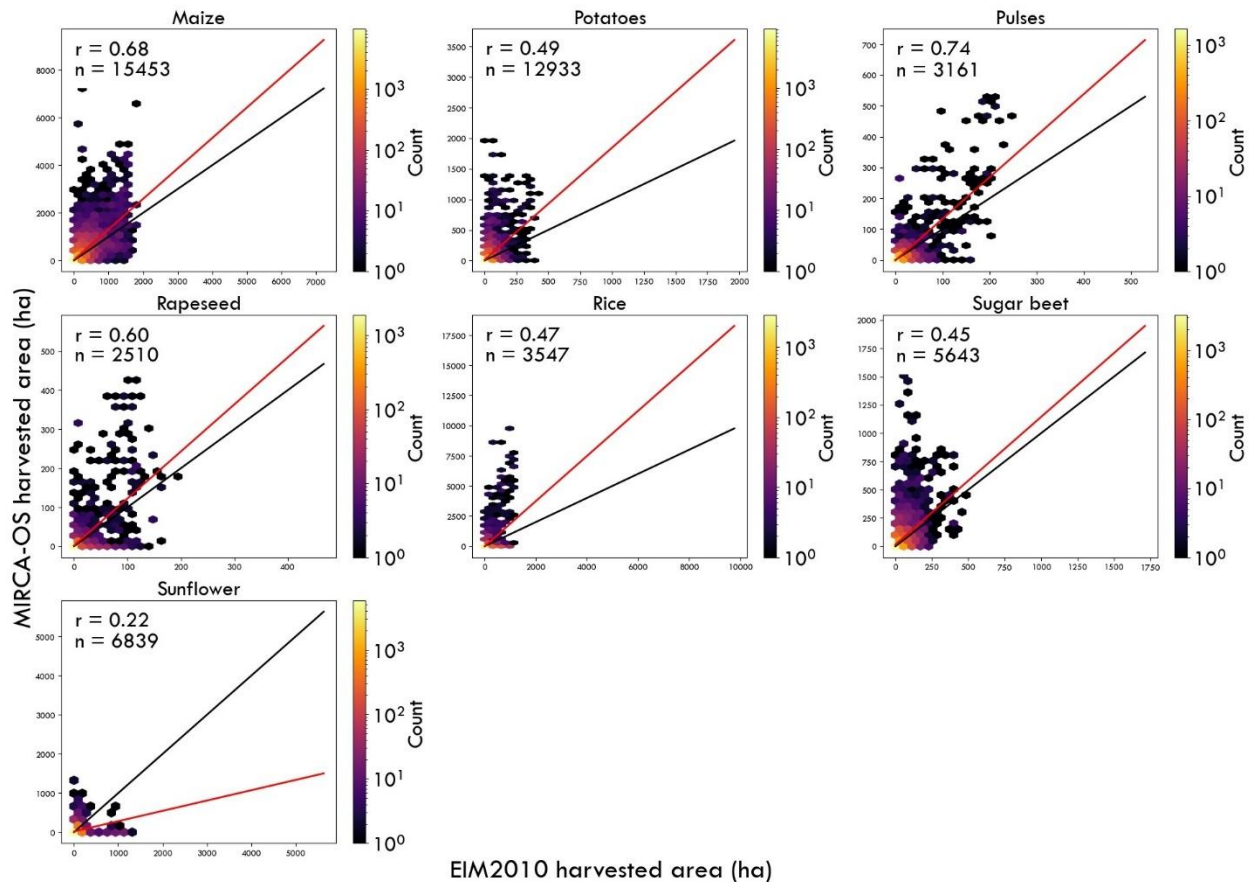 Maize
r = 0.68
n = 15453
8000
6000
4000
2000
0
0 1000 2000 3000 4000 5000 6000 7000
10³
10²
10¹
10⁰
Count
Potatoes
r = 0.49
n = 12933
3500
3000
2500
2000
1500
1000
500
0
0 250 500 750 1000 1250 1500 1750 2000
10³
10²
10¹
10⁰
Count
Pulses
r = 0.74
n = 3161
700
600
500
400
300
200
100
0
0 100 200 300 400 500
10³
10²
10¹
10⁰
Count
MIRCA-OS harvested area (ha)
Rapeseed
r = 0.60
n = 2510
500
400
300
200
100
0
0 100 200 300 400
10³
10²
10¹
10⁰
Count
Rice
r = 0.47
n = 3547
17500
15000
12500
10000
7500
5000
2500
0
0 2000 4000 6000 8000 10000
10³
10²
10¹
10⁰
Count
Sugar beet
r = 0.45
n = 5643
2000
1750
1500
1250
1000
750
500
250
0
0 250 500 750 1000 1250 1500 1750
10³
10²
10¹
10⁰
Count
Sunflower
r = 0.22
n = 6839
5000
4000
3000
2000
1000
0
0 1000 2000 3000 4000 5000
10³
10²
10¹
10⁰
Count
EIM2010 harvested area (ha)